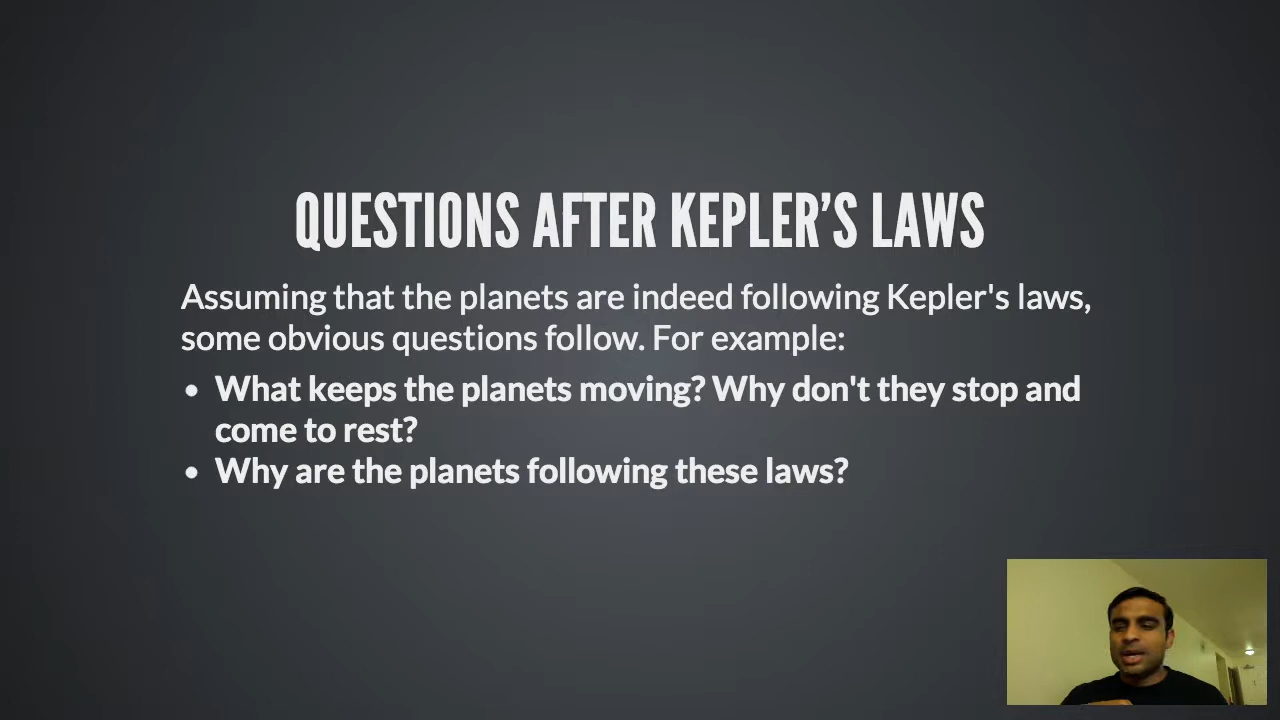 QUESTIONS AFTER KEPLER’S LAWS
Assuming that the planets are indeed following Kepler's laws,
some obvious questions follow. For example:
• What keeps the planets moving? Why don't they stop and
come to rest?
• Why are the planets following these laws?